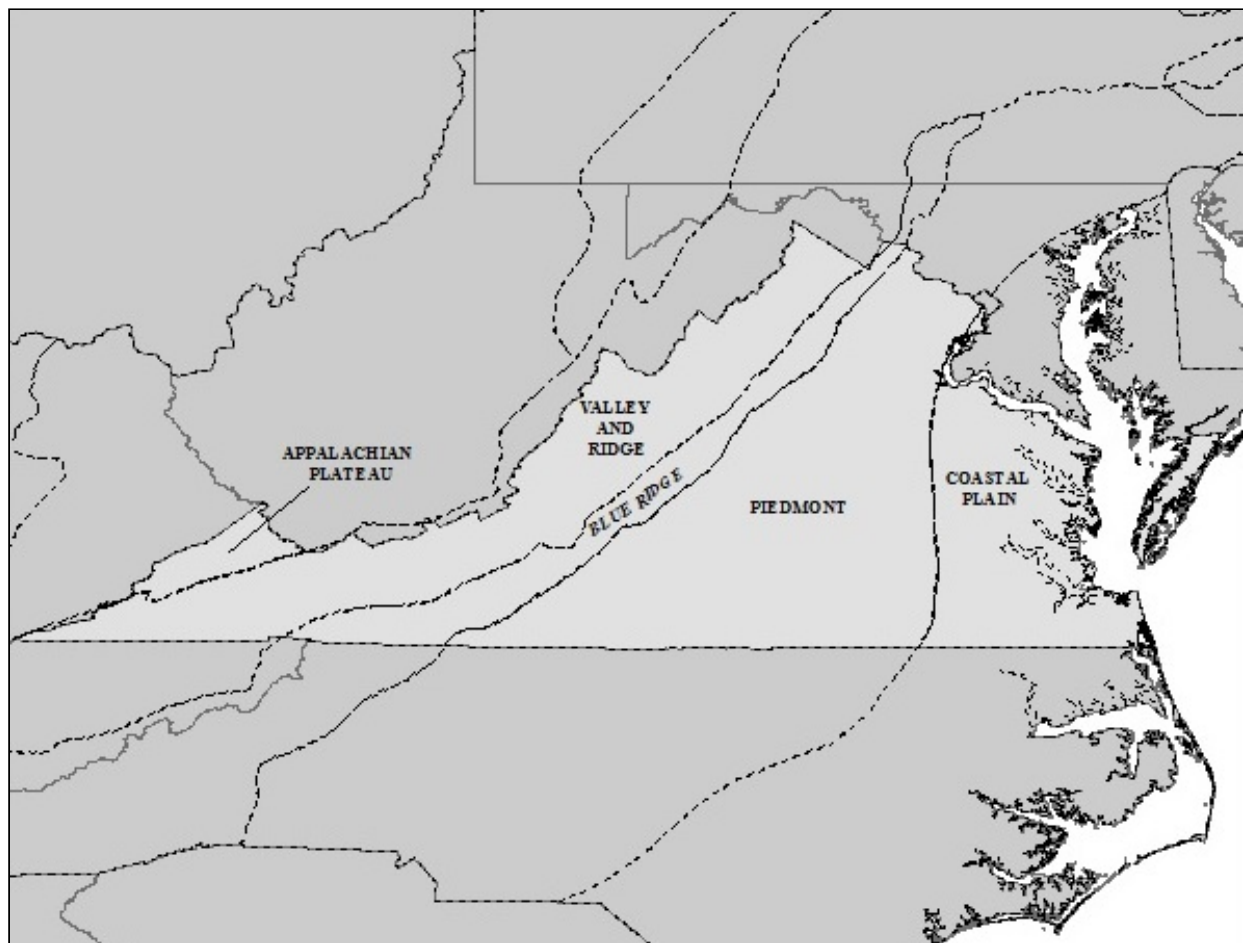 VALLEY
AND
RIDGE
APPALACHIAN
PLATEAU
BLUE RIDGE
PIEDMONT
COASTAL
PLAIN